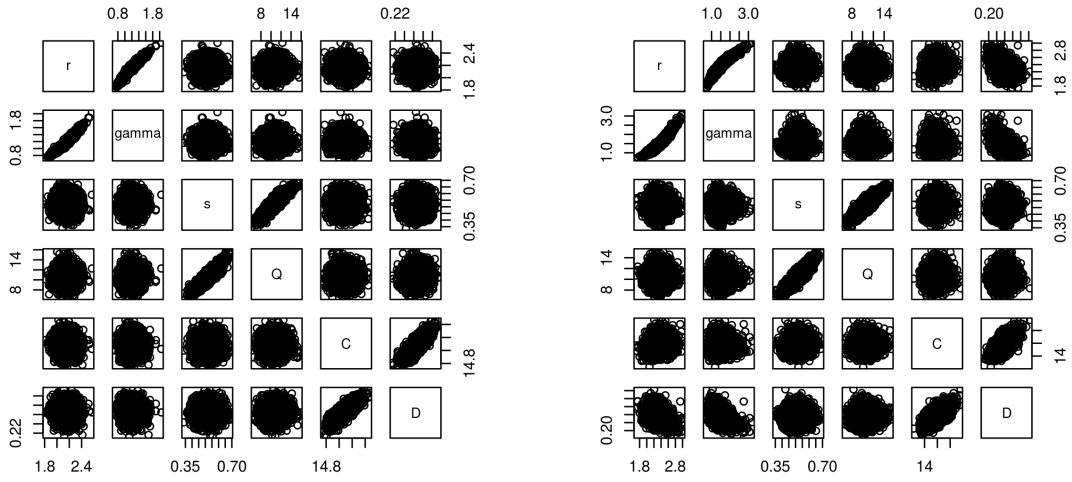 0.8 1.8 8 14 0.22
r 1.8 2.4
0.8 1.8 gamma
s 0.35 0.70
8 14 Q
C 14.8
0.22 D
1.8 2.4 0.35 0.70 14.8
1.0 3.0 8 14 0.20
r 1.8 2.8
1.0 3.0 gamma
s 0.35 0.70
8 14 Q
C 14
0.20 D
1.8 2.8 0.35 0.70 14